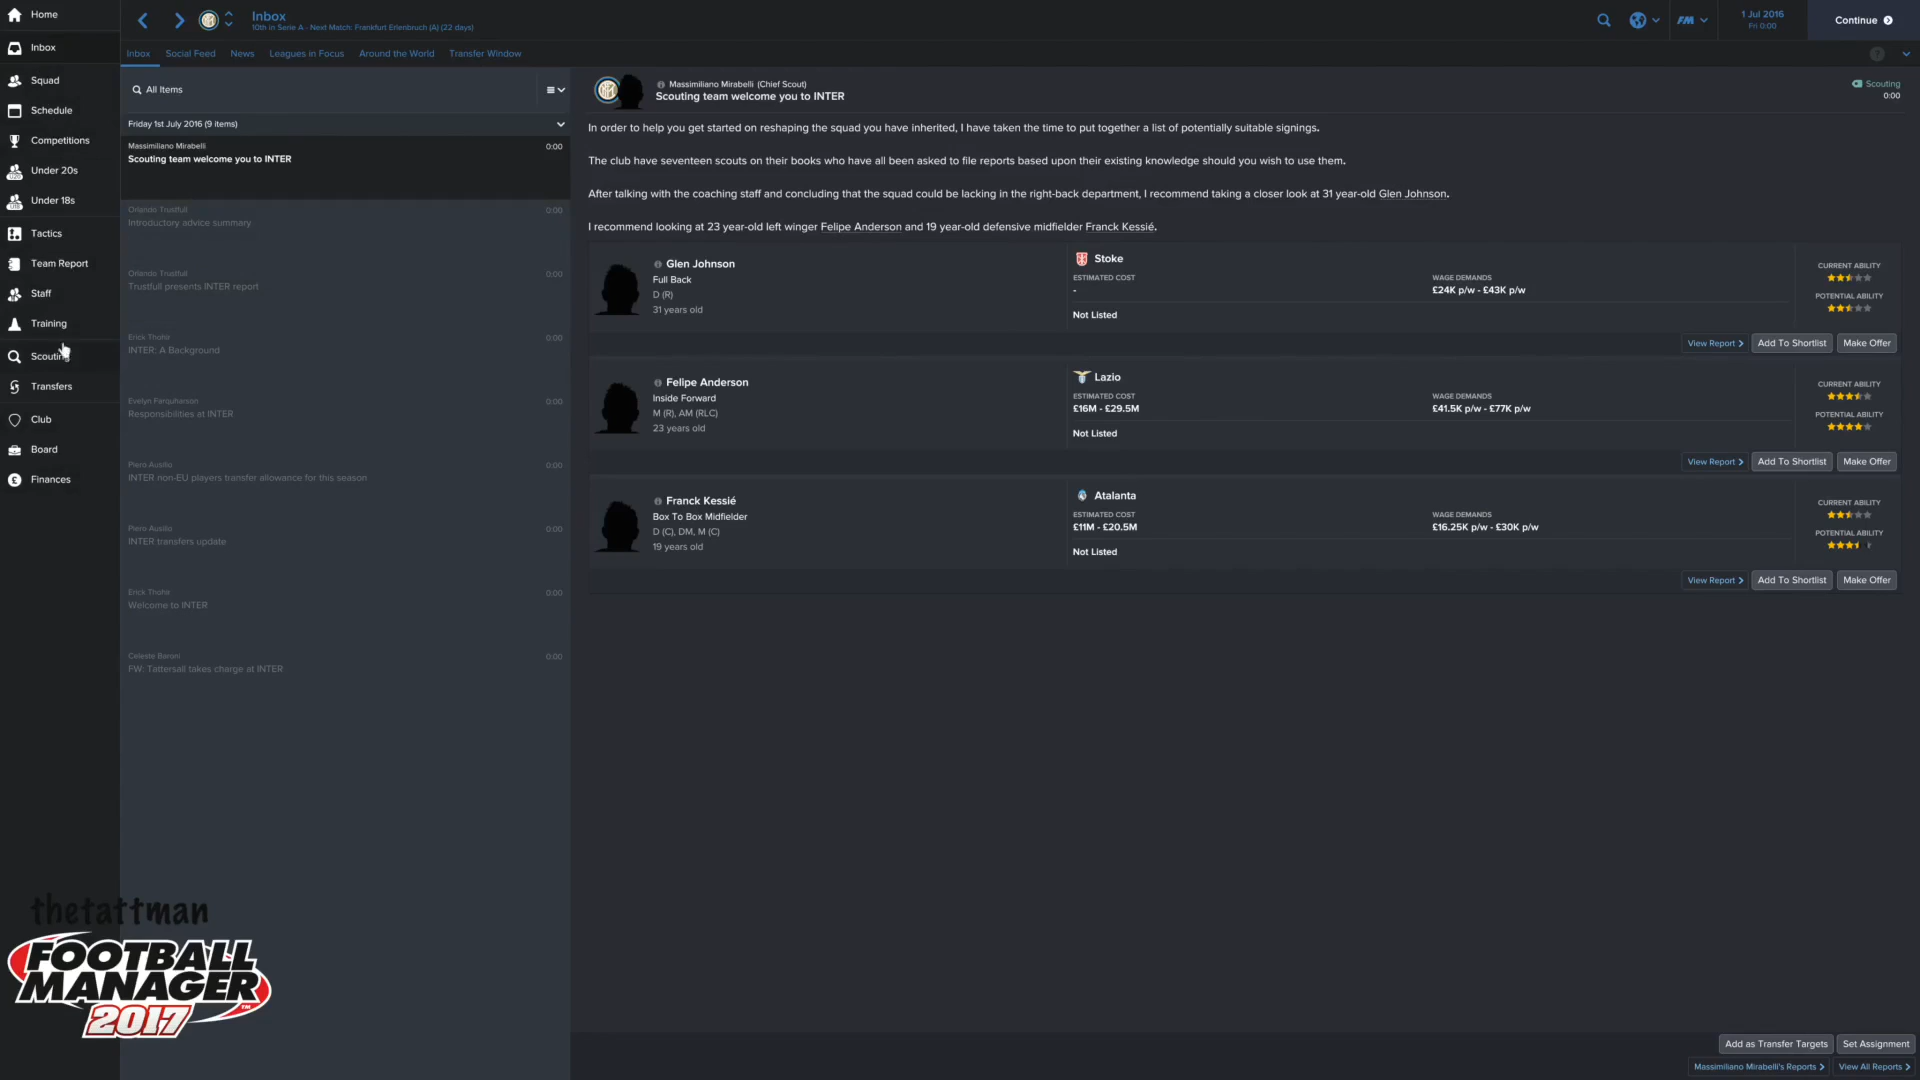 Home
Inbox
Squad
Schedule
Competitions
Under 20s
Under 18s
Tactics
Team Report
Staff
Training
Scouting
Transfers
Club
Board
Finances
Inbox
10th in Serie A - Next Match: Frankfurt Erlenbruch (A) (22 days)
FM
1 Jul 2016
Fri 0:00
Continue
Inbox Social Feed News Leagues in Focus Around the World Transfer Window
All Items
Friday 1st July 2016 (9 items)
Massimiliano Mirabelli 0:00
Scouting team welcome you to INTER
Orlando Trustfull 0:00
Introductory advice summary
Orlando Trustfull 0:00
Trustfull presents INTER report
Erick Thohir 0:00
INTER: A Background
Evelyn Farquharson 0:00
Responsibilities at INTER
Piero Ausilio 0:00
INTER non-EU players transfer allowance for this season
Piero Ausilio 0:00
INTER transfers update
Erick Thohir 0:00
Welcome to INTER
Celeste Baroni 0:00
FW: Tattersall takes charge at INTER
Massimiliano Mirabelli (Chief Scout)
Scouting team welcome you to INTER
Scouting
0:00
In order to help you get started on reshaping the squad you have inherited, I have taken the time to put together a list of potentially suitable signings.
The club have seventeen scouts on their books who have all been asked to file reports based upon their existing knowledge should you wish to use them.
After talking with the coaching staff and concluding that the squad could be lacking in the right-back department, I recommend taking a closer look at 31 year-old Glen Johnson.
I recommend looking at 23 year-old left winger Felipe Anderson and 19 year-old defensive midfielder Franck Kessié.
Glen Johnson
Full Back
D (R)
31 years old
Stoke
ESTIMATED COST
-
Not Listed
WAGE DEMANDS
£24K p/w - £43K p/w
CURRENT ABILITY
POTENTIAL ABILITY
View Report Add To Shortlist Make Offer
Felipe Anderson
Inside Forward
M (R), AM (RLC)
23 years old
Lazio
ESTIMATED COST
£16M - £29.5M
Not Listed
WAGE DEMANDS
£41.5K p/w - £77K p/w
CURRENT ABILITY
POTENTIAL ABILITY
View Report Add To Shortlist Make Offer
Franck Kessié
Box To Box Midfielder
D (C), DM, M (C)
19 years old
Atalanta
ESTIMATED COST
£11M - £20.5M
Not Listed
WAGE DEMANDS
£16.25K p/w - £30K p/w
CURRENT ABILITY
POTENTIAL ABILITY
View Report Add To Shortlist Make Offer
thetattman
FOOTBALL
MANAGER
2017
Add as Transfer Targets Set Assignment
Massimiliano Mirabelli's Reports View All Reports